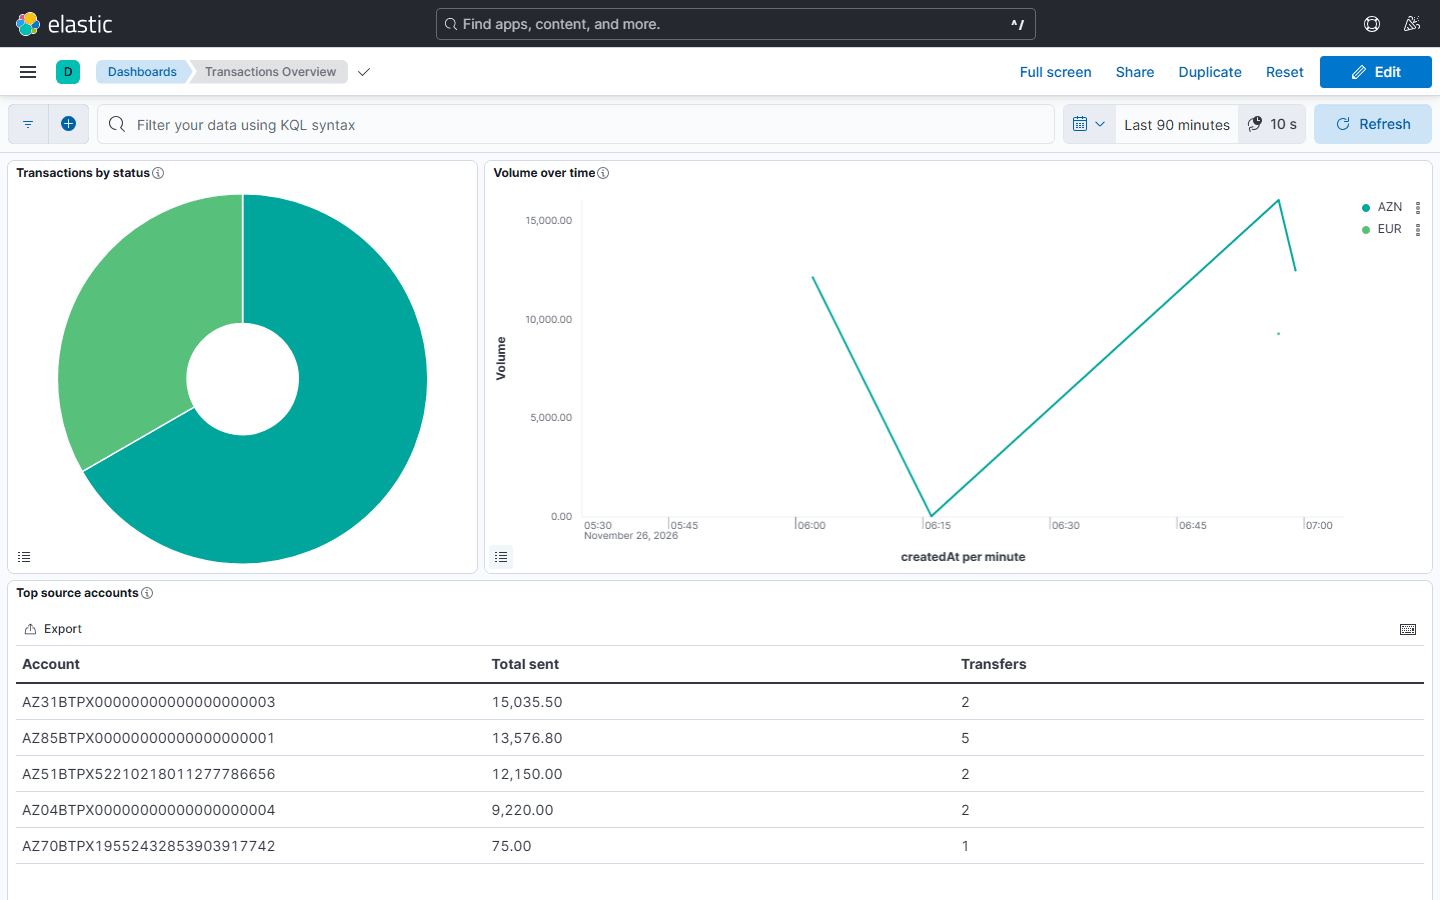 elastic
Find apps, content, and more.
^/
D
Dashboards
Transactions Overview
Full screen
Share
Duplicate
Reset
Edit
Filter your data using KQL syntax
Last 90 minutes
10 s
Refresh
Transactions by status
Volume over time
15,000.00
10,000.00
5,000.00
0.00
Volume
05:30
November 26, 2026
05:45
06:00
06:15
06:30
06:45
07:00
createdAt per minute
AZN
EUR
Top source accounts
Export
Account Total sent Transfers
AZ31BTPX00000000000000000003 15,035.50 2
AZ85BTPX00000000000000000001 13,576.80 5
AZ51BTPX52210218011277786656 12,150.00 2
AZ04BTPX00000000000000000004 9,220.00 2
AZ70BTPX19552432853903917742 75.00 1